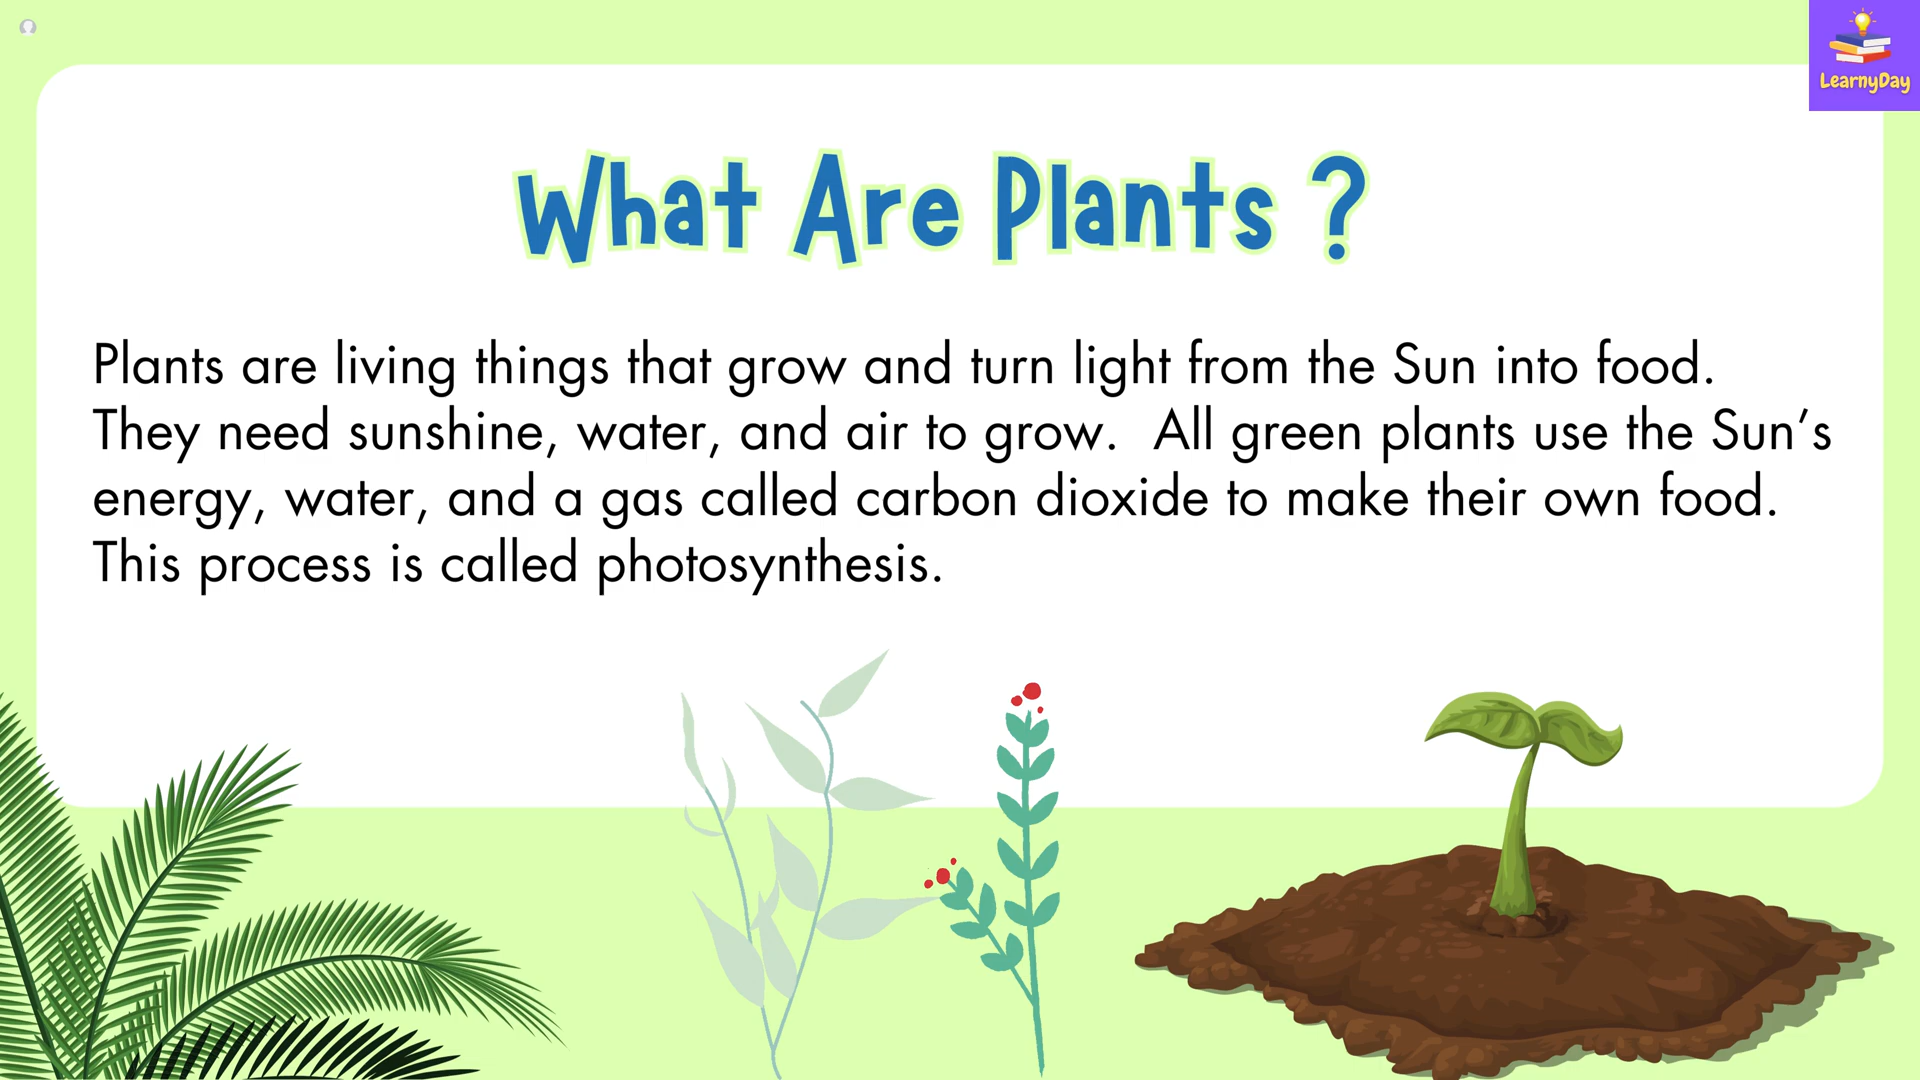 LearnyDay
What Are Plants ?
Plants are living things that grow and turn light from the Sun into food.
They need sunshine, water, and air to grow.  All green plants use the Sun’s
energy, water, and a gas called carbon dioxide to make their own food.
This process is called photosynthesis.